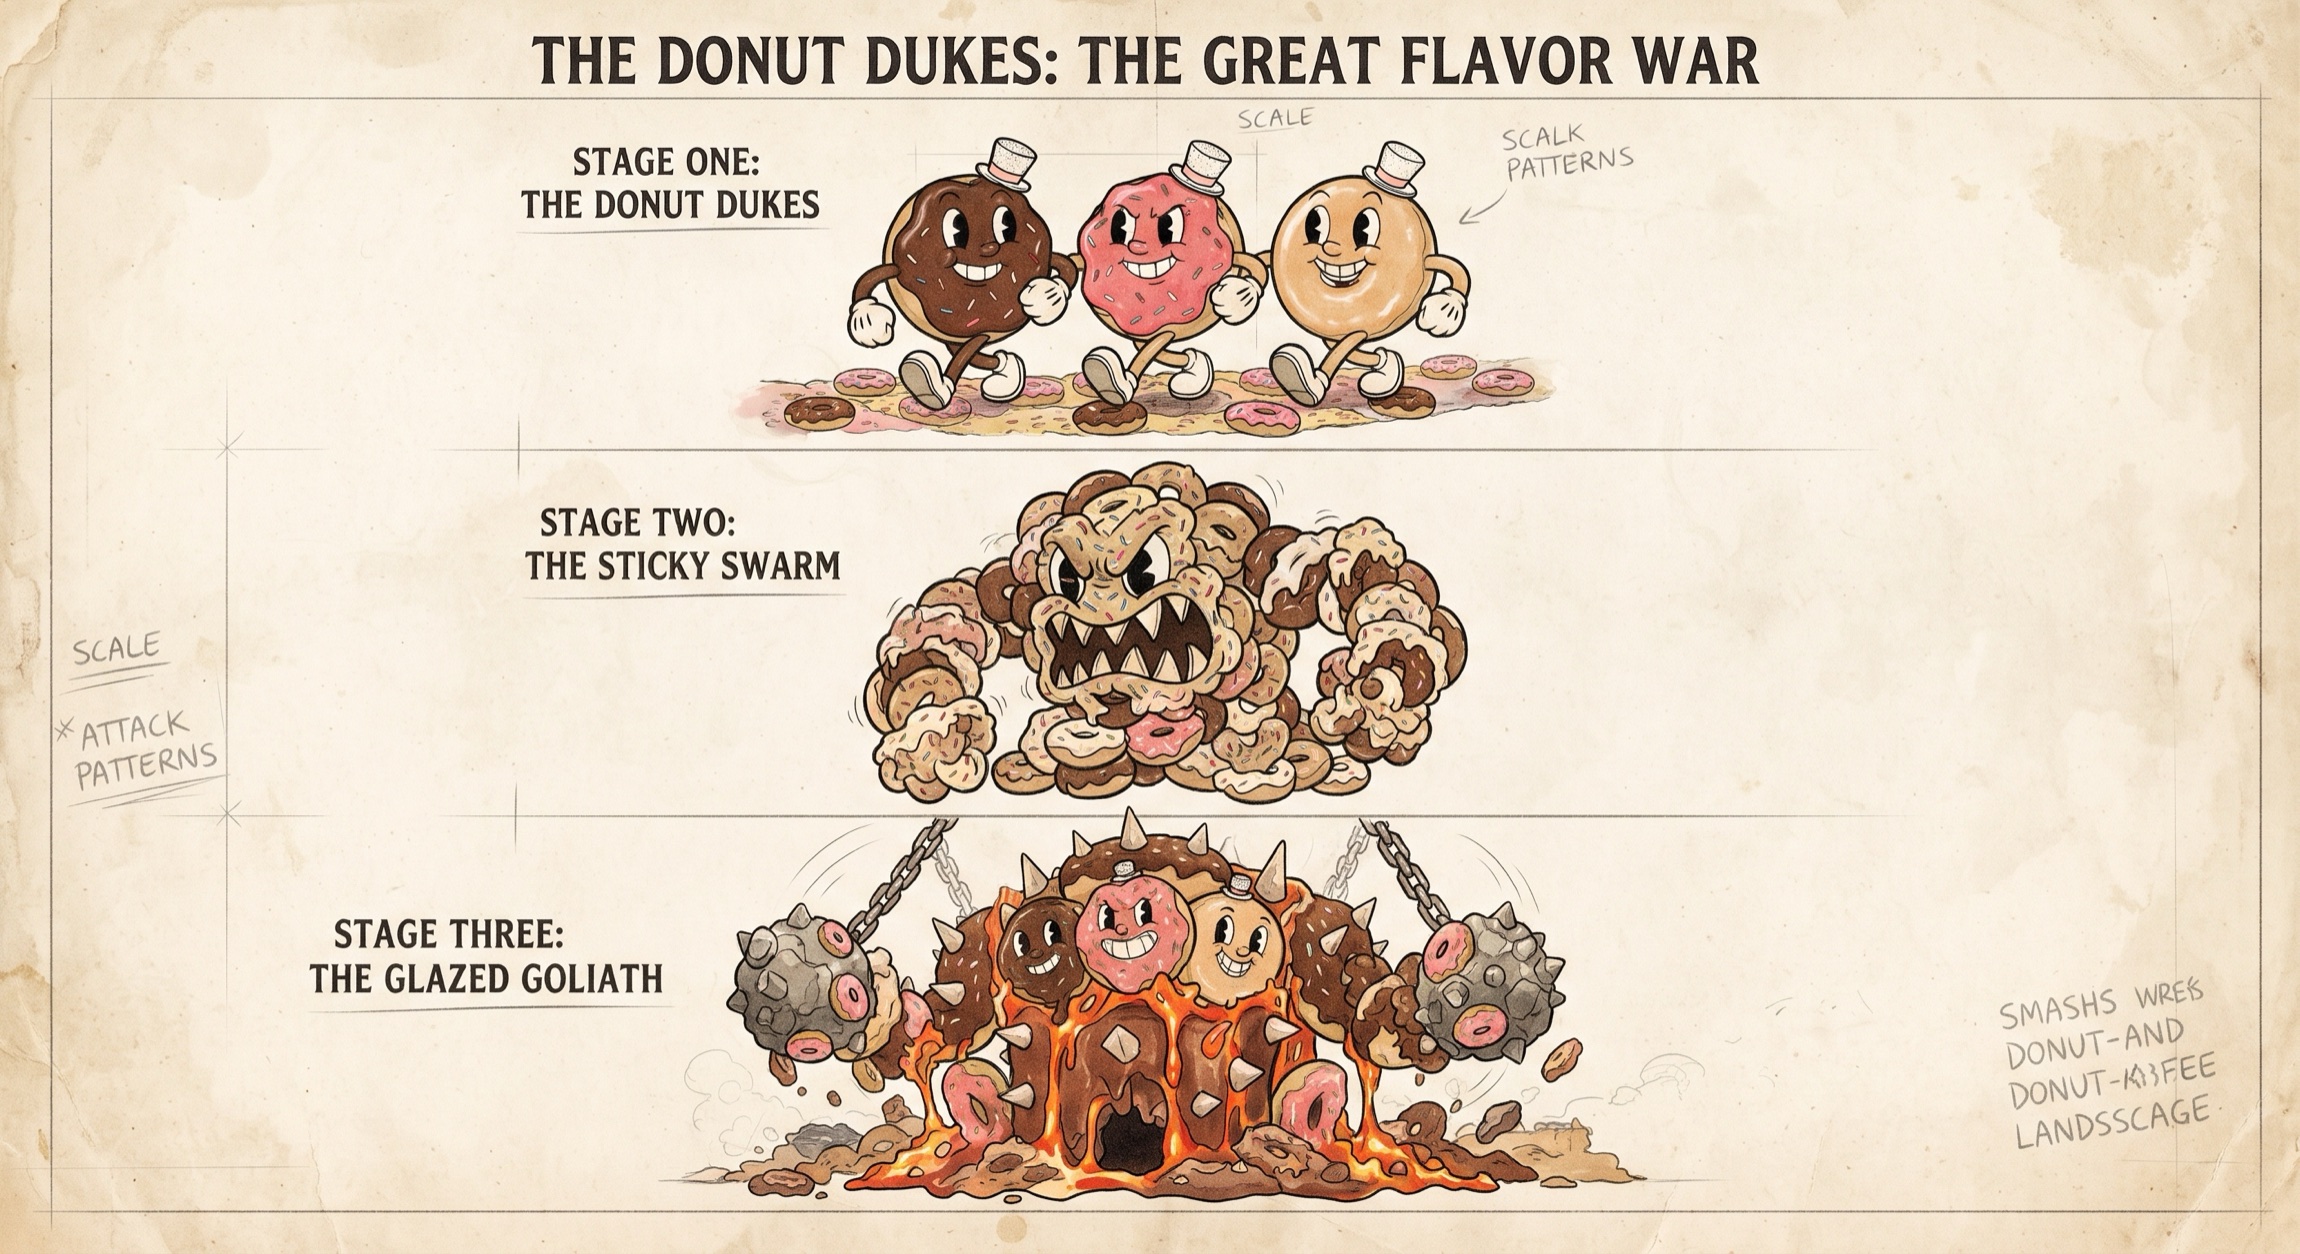 THE DONUT DUKES: THE GREAT FLAVOR WAR
SCALE
SCALK
PATTERNS
STAGE ONE:
THE DONUT DUKES
STAGE TWO:
THE STICKY SWARM
SCALE
*ATTACK
PATTERNS
STAGE THREE:
THE GLAZED GOLIATH
SMASHS
DONUT-AND
LANDSSCAGE